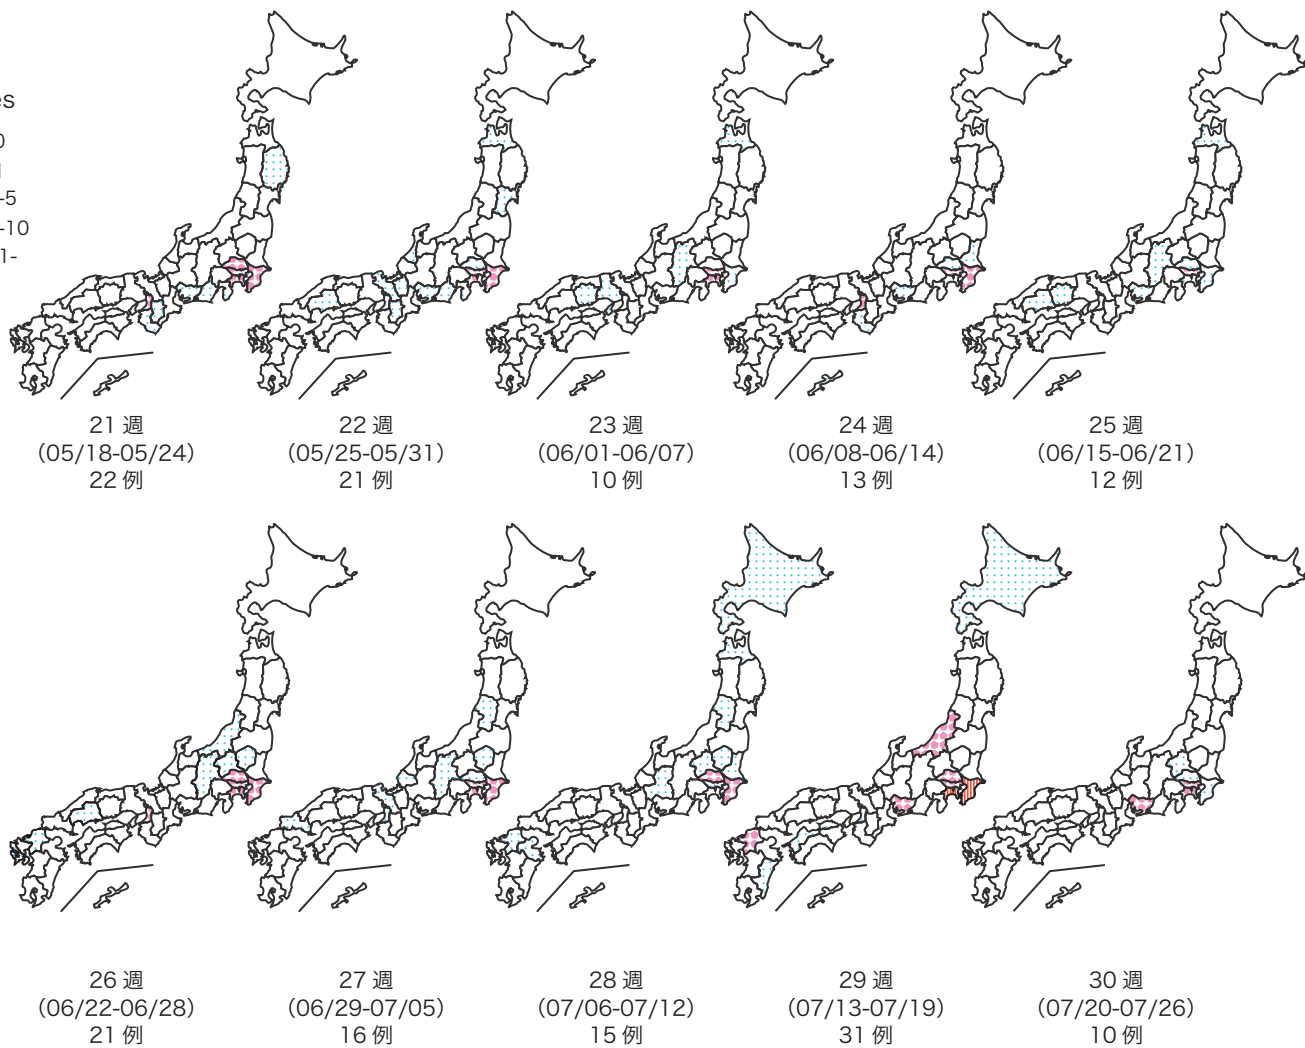 es
0
-5
-10
1-
21 週
（05/18-05/24）
22 例
22 週
（05/25-05/31）
21 例
23 週
（06/01-06/07）
10 例
24 週
（06/08-06/14）
13 例
25 週
（06/15-06/21）
12 例
26 週
（06/22-06/28）
21 例
27 週
（06/29-07/05）
16 例
28 週
（07/06-07/12）
15 例
29 週
（07/13-07/19）
31 例
30 週
（07/20-07/26）
10 例